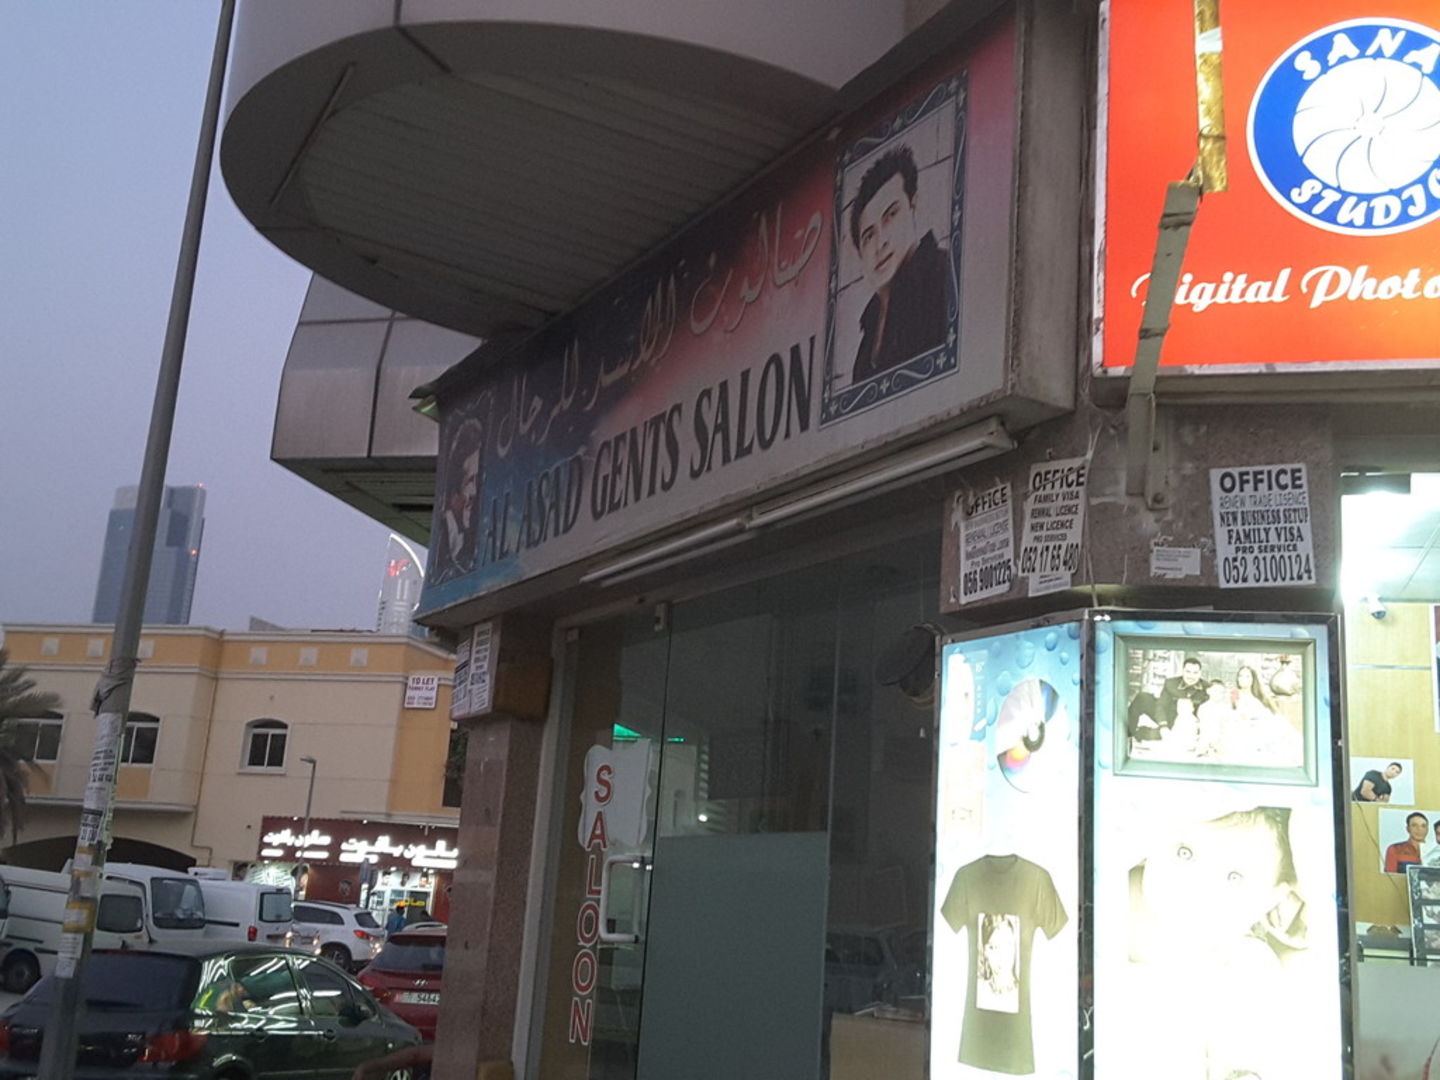 SANA
STUDIO
Digital Photo
صالون الاسد للرجال
AL ASAD GENTS SALON
OFFICE
056 9001225
OFFICE
FAMILY VISA
NEW LICENCE
PRO SERVICES
052 17 65 480
OFFICE
RENEW TRADE LISENCE
NEW BUSINESS SETUP
FAMILY VISA
PRO SERVICE
052 3100124
TO LET
FAMILY FLAT
SALOON